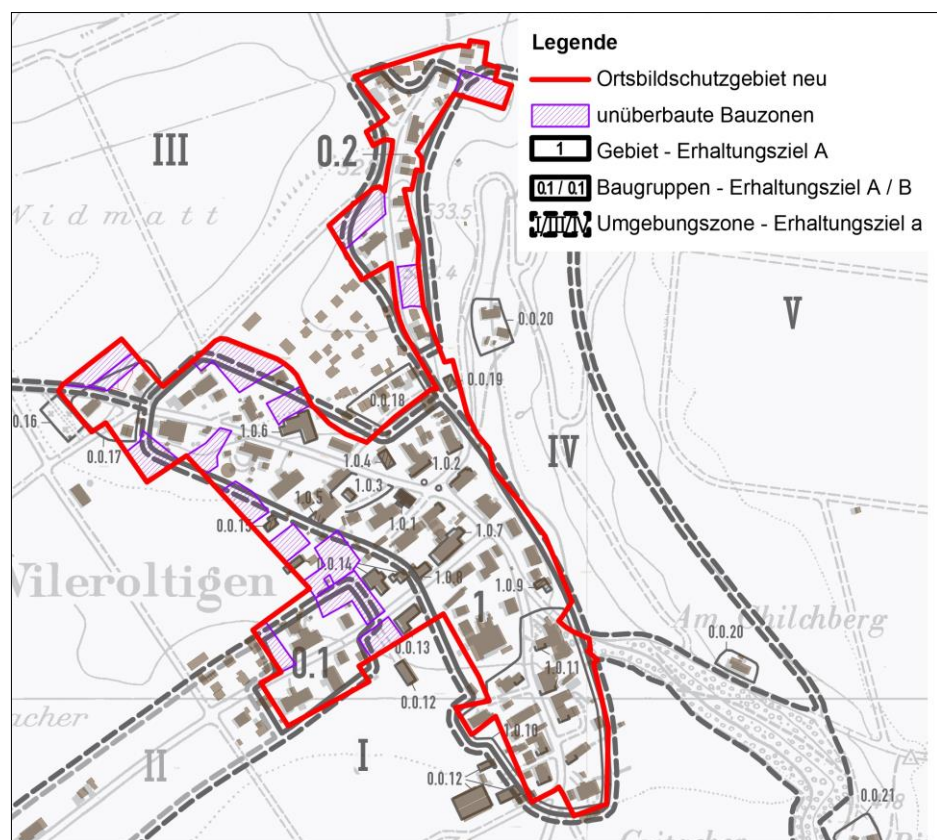 Legende
Ortsbildschutzgebiet neu
unüberbaute Bauzonen
1 Gebiet - Erhaltungsziel A
0.1 / 0.1 Baugruppen - Erhaltungsziel A / B
I/III/IV Umgebungszone - Erhaltungsziel a
III
0.2
Widmatt
V
0.0.20
0.0.19
0.0.18
0.0.16
0.0.17
1.0.6
IV
1.0.4
1.0.2
1.0.3
1.0.5
1.0.1
0.0.15
1.0.7
Wileroltigen
0.0.14
1.0.8
1.0.9
1
Am Chilchberg
0.0.20
0.1
0.0.13
1.0.11
0.0.12
II
I
1.0.10
0.0.12
0.0.21